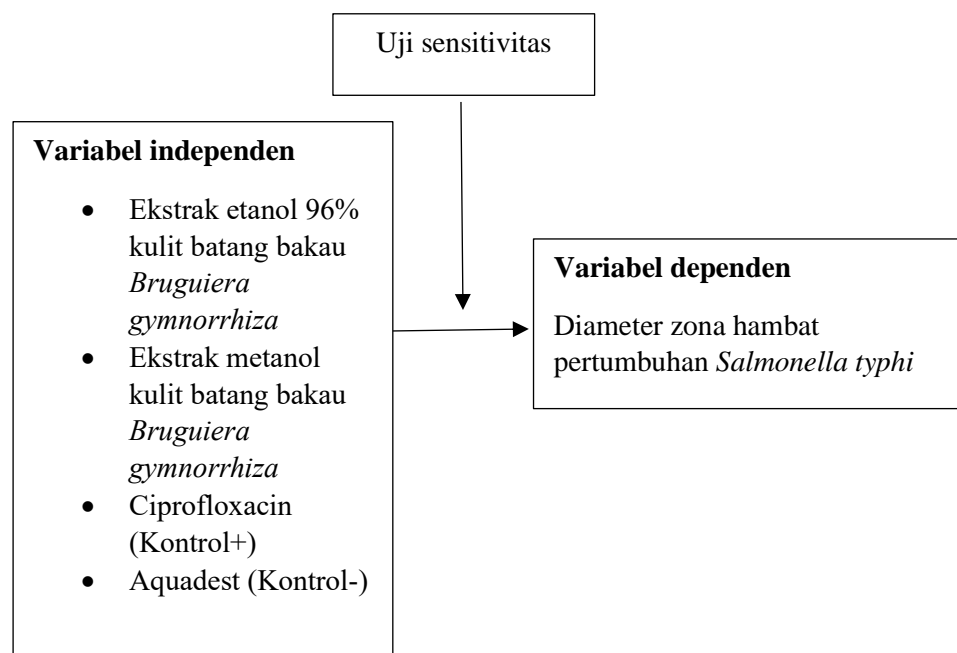 Uji sensitivitas
Variabel independen
• Ekstrak etanol 96%
kulit batang bakau
Bruguiera
gymnorrhiza
• Ekstrak metanol
kulit batang bakau
Bruguiera
gymnorrhiza
• Ciprofloxacin
(Kontrol+)
• Aquadest (Kontrol-)
Variabel dependen
Diameter zona hambat
pertumbuhan Salmonella typhi